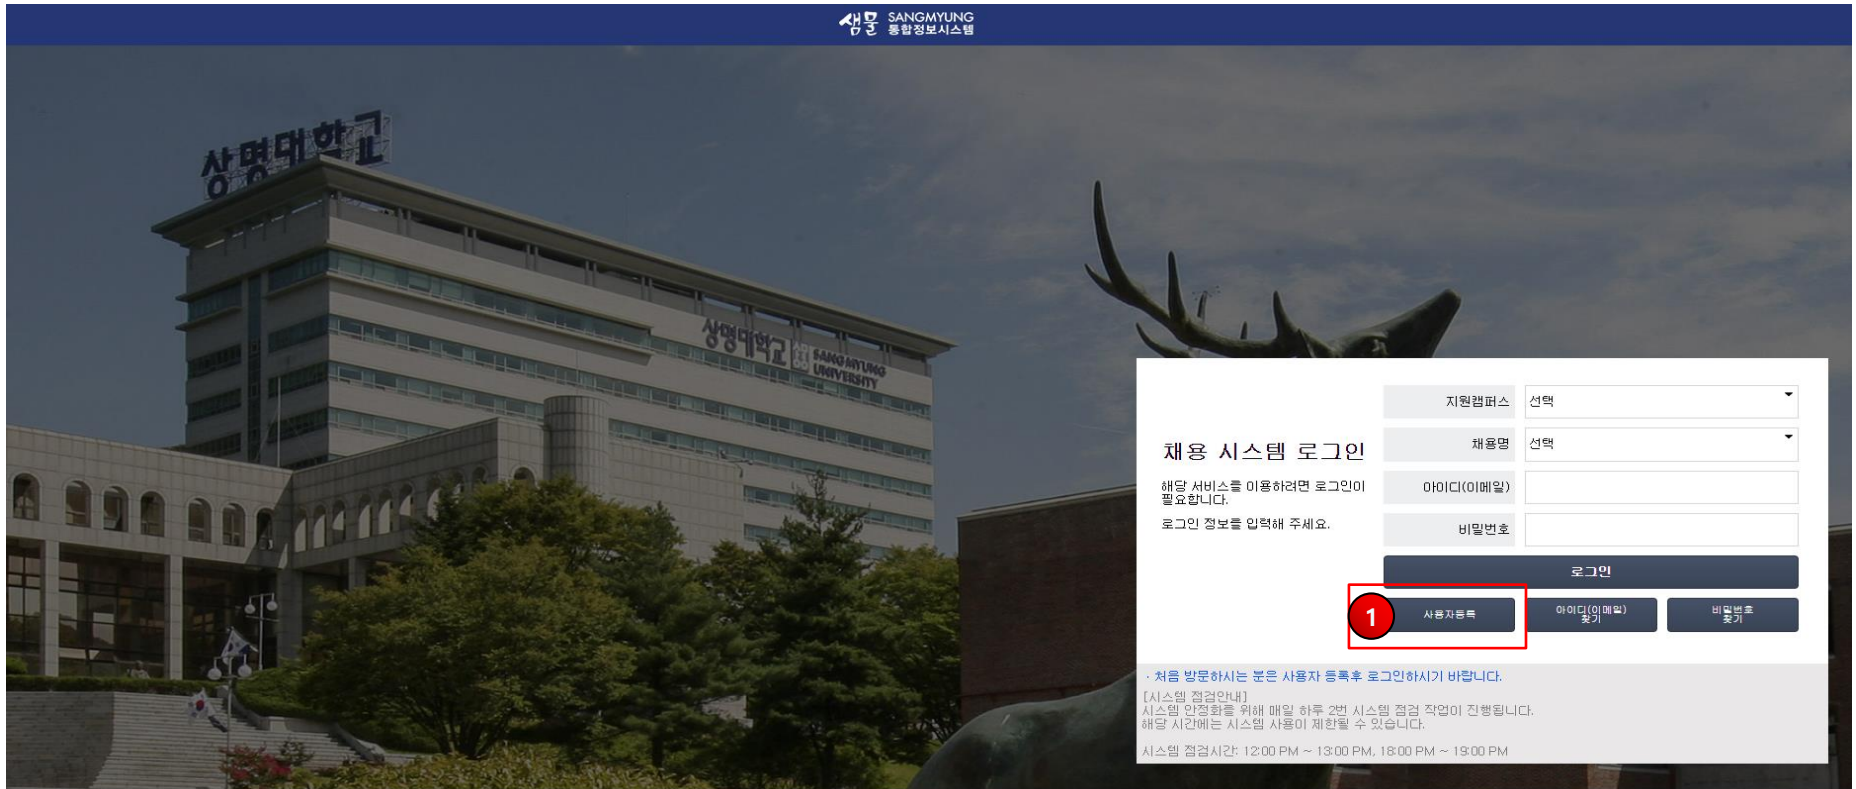 샘물 SANGMYUNG
통합정보시스템
상명대학교
상명대학교 SANGMYUNG
UNIVERSITY
지원캠퍼스 선택
채용명 선택
채용 시스템 로그인
해당 서비스를 이용하려면 로그인이
필요합니다.
로그인 정보를 입력해 주세요.
아이디(이메일)
비밀번호
로그인
1 사용자등록
아이디(이메일)
찾기
비밀번호
찾기
· 처음 방문하시는 분은 사용자 등록후 로그인하시기 바랍니다.
[시스템 점검안내]
시스템 안정화를 위해 매일 하루 2번 시스템 점검 작업이 진행됩니다.
해당 시간에는 시스템 사용이 제한될 수 있습니다.
시스템 점검시간: 12:00 PM ~ 13:00 PM, 18:00 PM ~ 19:00 PM